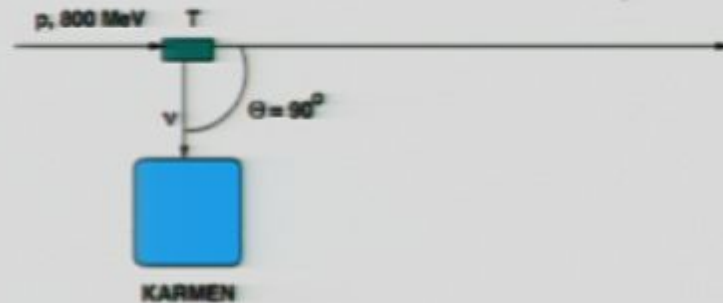 p, 800 MeV T
ν
Θ = 90°
KARMEN